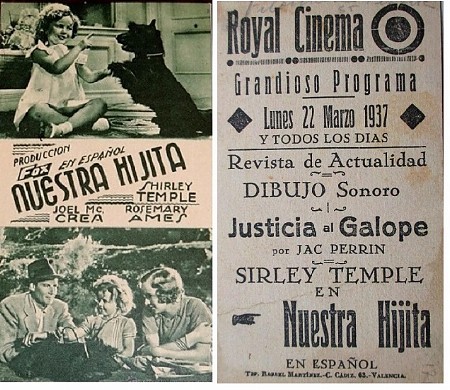 PRODUCCION
FOX EN ESPAÑOL
NUESTRA HIJITA
SHIRLEY
TEMPLE
JOEL MC. ROSEMARY
CREA AMES
Royal Cinema
Grandioso Programa
Lunes 22 Marzo 1937
Y TODOS LOS DIAS
Revista de Actualidad
DIBUJO Sonoro
Justicia al Galope
por JAC PERRIN
SIRLEY TEMPLE
EN
Nuestra Hijita
EN ESPAÑOL
TIP. RAFAEL MARTÍNEZ.-C. CÁDIZ, 63.-VALENCIA.